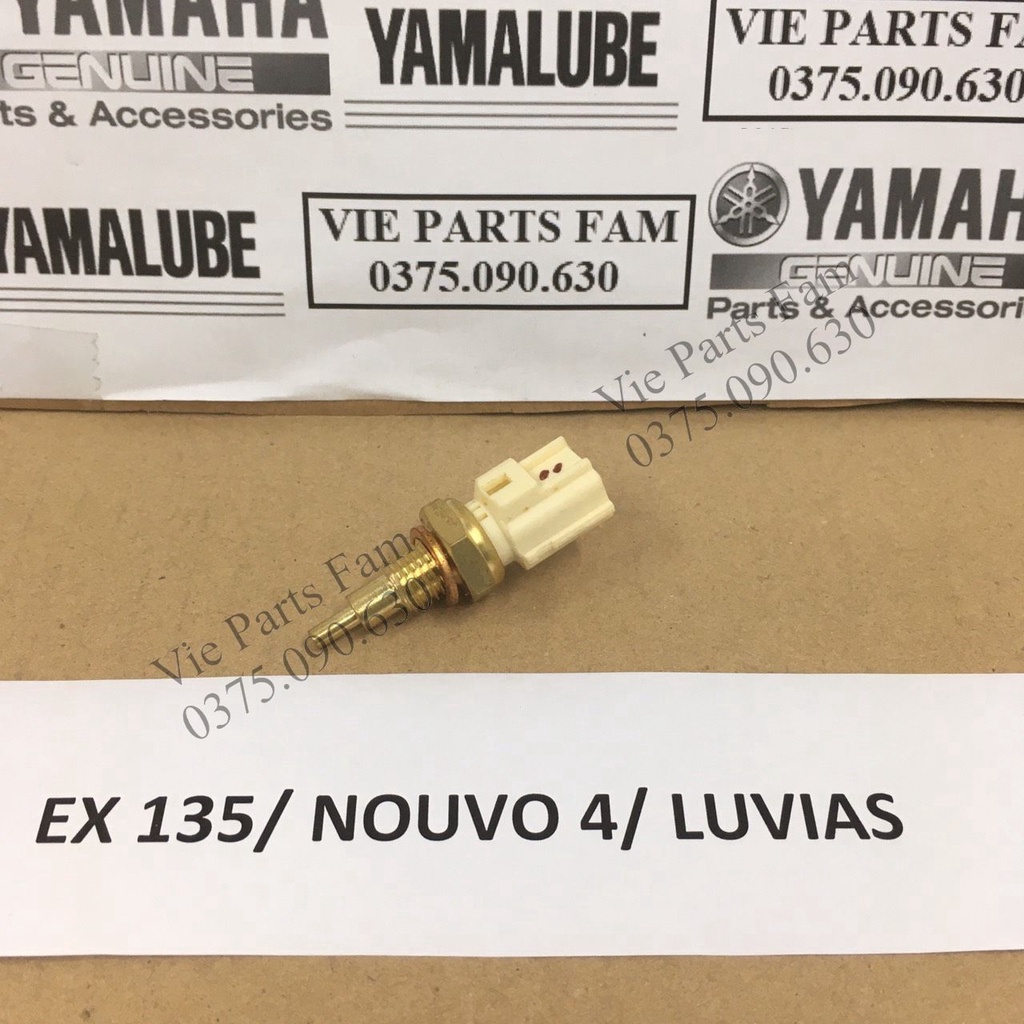 YAMAHA
GENUINE
ts & Accessories
YAMALUBE
VIE PARTS FA
0375.090.630
YAMALUBE
VIE PARTS FAM
0375.090.630
YAMAH
GENUINE
Parts & Accessori
Vie Parts Fam
0375.090.630
Vie Parts Fam
0375.090.630
EX 135/ NOUVO 4/ LUVIAS